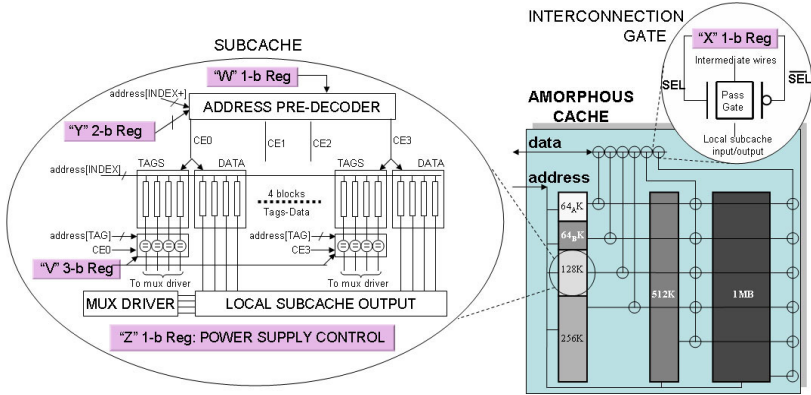 SUBCACHE
"W" 1-b Reg
address[INDEX+]
ADDRESS PRE-DECODER
"Y" 2-b Reg
CE0
CE1
CE2
CE3
address[INDEX]
TAGS
DATA
TAGS
DATA
4 blocks
Tags-Data
address[TAG]
CE0
address[TAG]
CE3
"V" 3-b Reg
To mux driver
To mux driver
MUX DRIVER
LOCAL SUBCACHE OUTPUT
"Z" 1-b Reg: POWER SUPPLY CONTROL
INTERCONNECTION
GATE
"X" 1-b Reg
Intermediate wires
SEL
SEL
Pass
Gate
Local subcache
input/output
AMORPHOUS
CACHE
data
address
64AK
64BK
128K
256K
512K
1MB